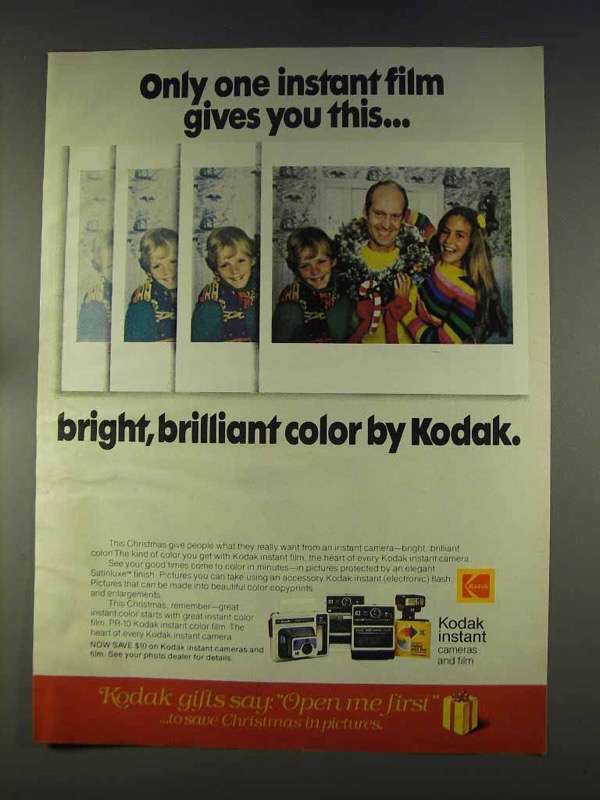 Only one instant film
gives you this...
bright, brilliant color by Kodak.
This Christmas give people what they really want from an instant camera—bright, brilliant
color! The kind of color you get with Kodak instant film, the heart of every Kodak instant camera.
See your good times come to color in minutes—in pictures protected by an elegant
Satinluxe™ finish. Pictures you can take using an accessory Kodak instant (electronic) flash.
Pictures that can be made into beautiful color copyprints
and enlargements.
This Christmas, remember—great
instant color starts with great instant color
film, PR-10 Kodak instant color film. The
heart of every Kodak instant camera.
NOW SAVE $10 on Kodak instant cameras and
film. See your photo dealer for details.
Kodak
Kodak
instant
cameras
and film
Kodak gifts say: "Open me first"
...to save Christmas in pictures.